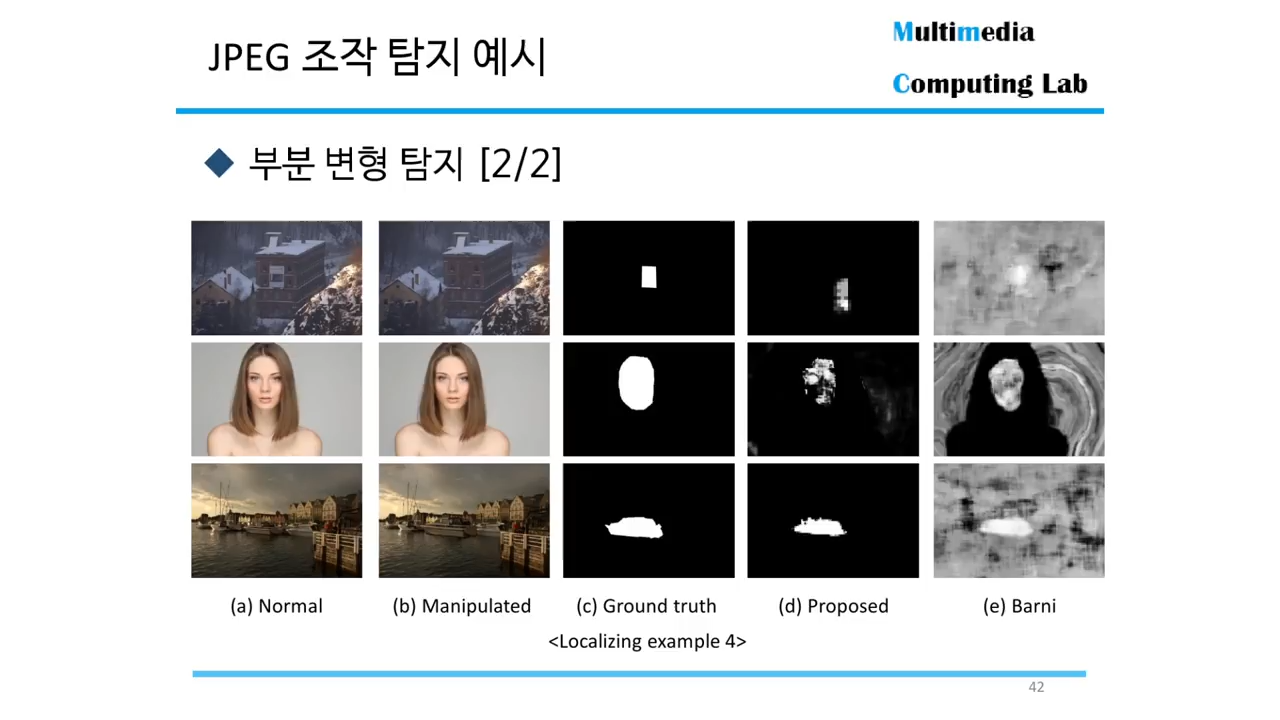 JPEG 조작 탐지 예시
Multimedia
Computing Lab
부분 변형 탐지 [2/2]
(a) Normal (b) Manipulated (c) Ground truth (d) Proposed (e) Barni
<Localizing example 4>
42